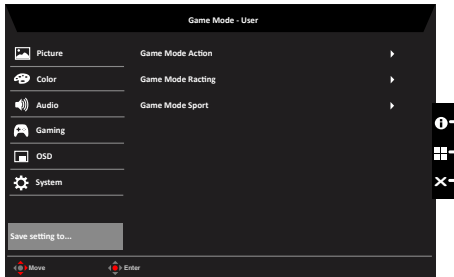 Game Mode - User
Picture
Game Mode Action
Color
Game Mode Racting
Audio
Game Mode Sport
Gaming
OSD
System
Save setting to...
Move
Enter